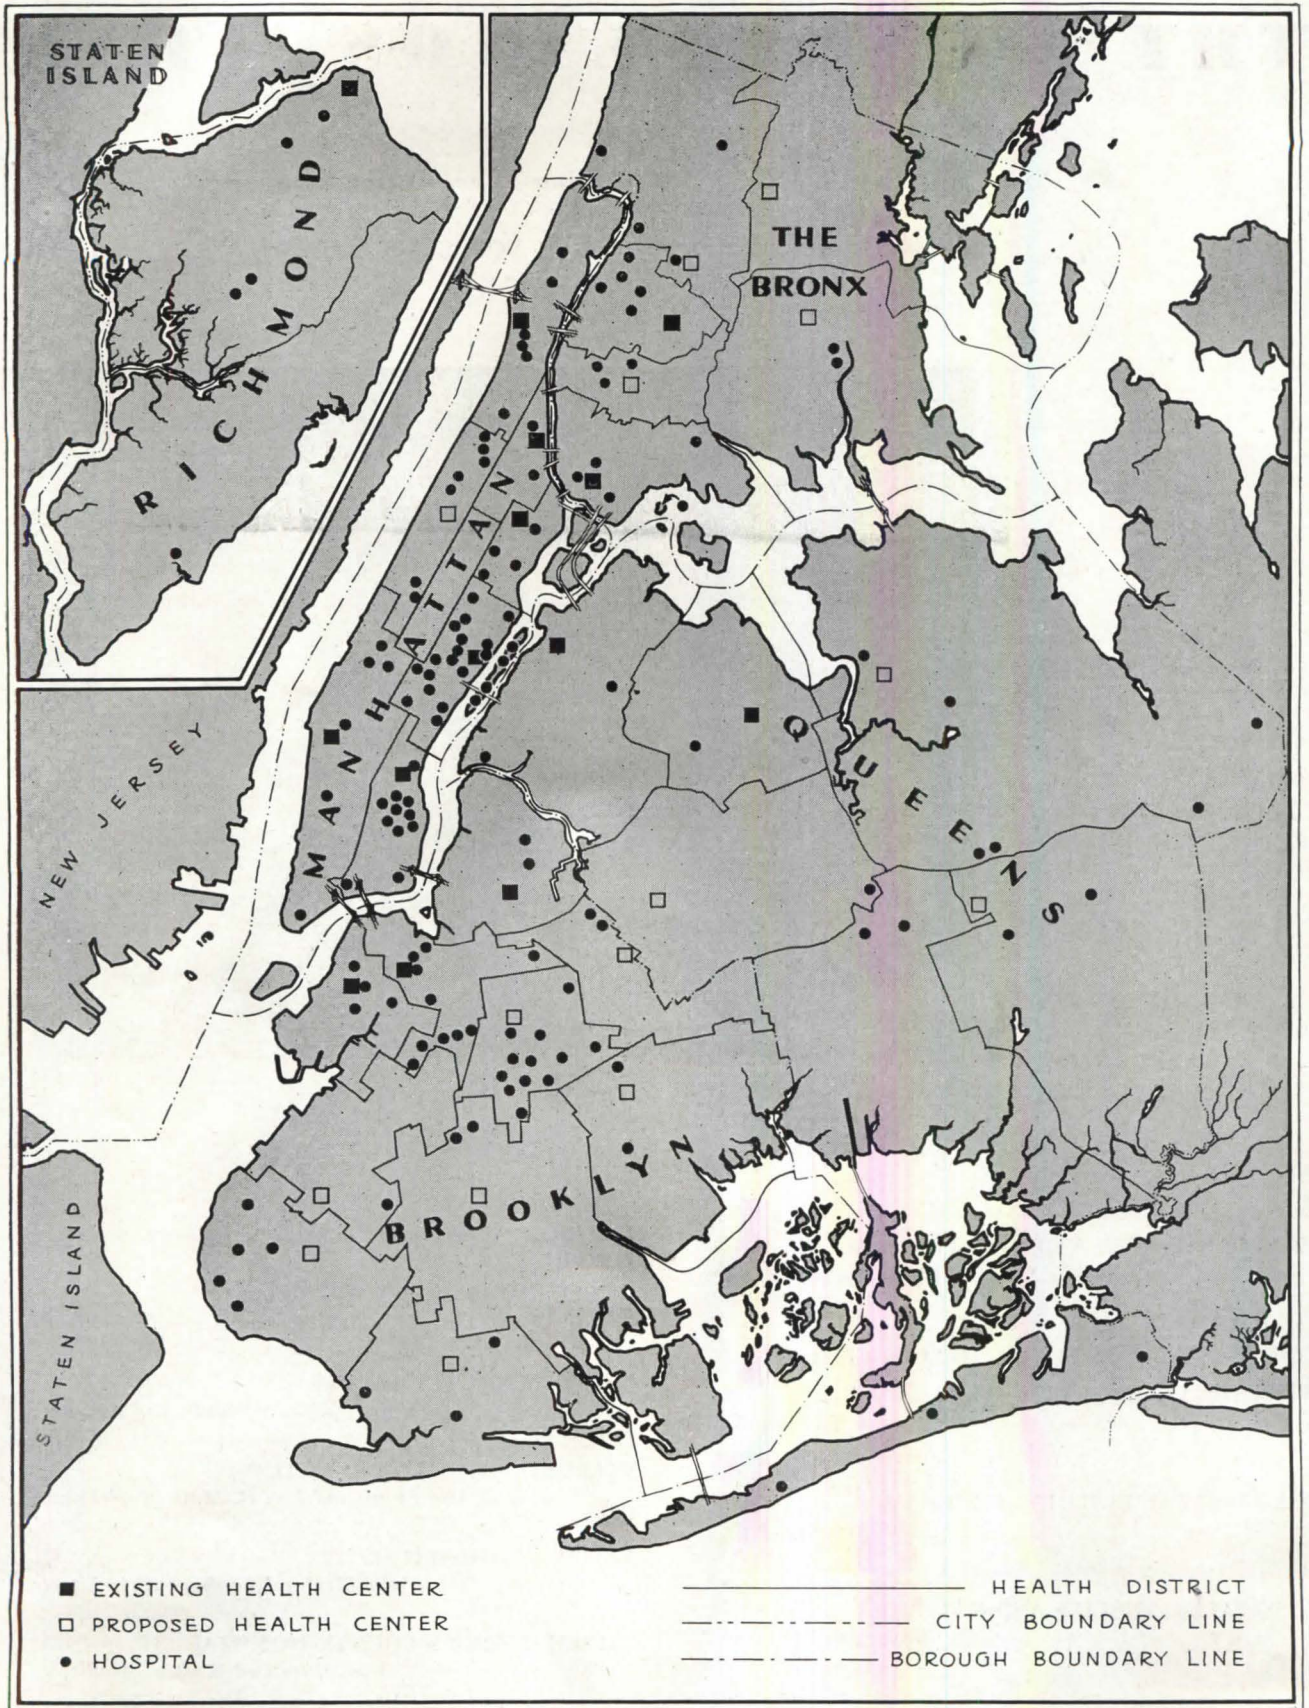 STATEN
ISLAND
RICHMOND
THE
BRONX
MANHATTAN
QUEENS
NEW JERSEY
BROOKLYN
STATEN ISLAND
EXISTING HEALTH CENTER
PROPOSED HEALTH CENTER
HOSPITAL
HEALTH DISTRICT
CITY BOUNDARY LINE
BOROUGH BOUNDARY LINE